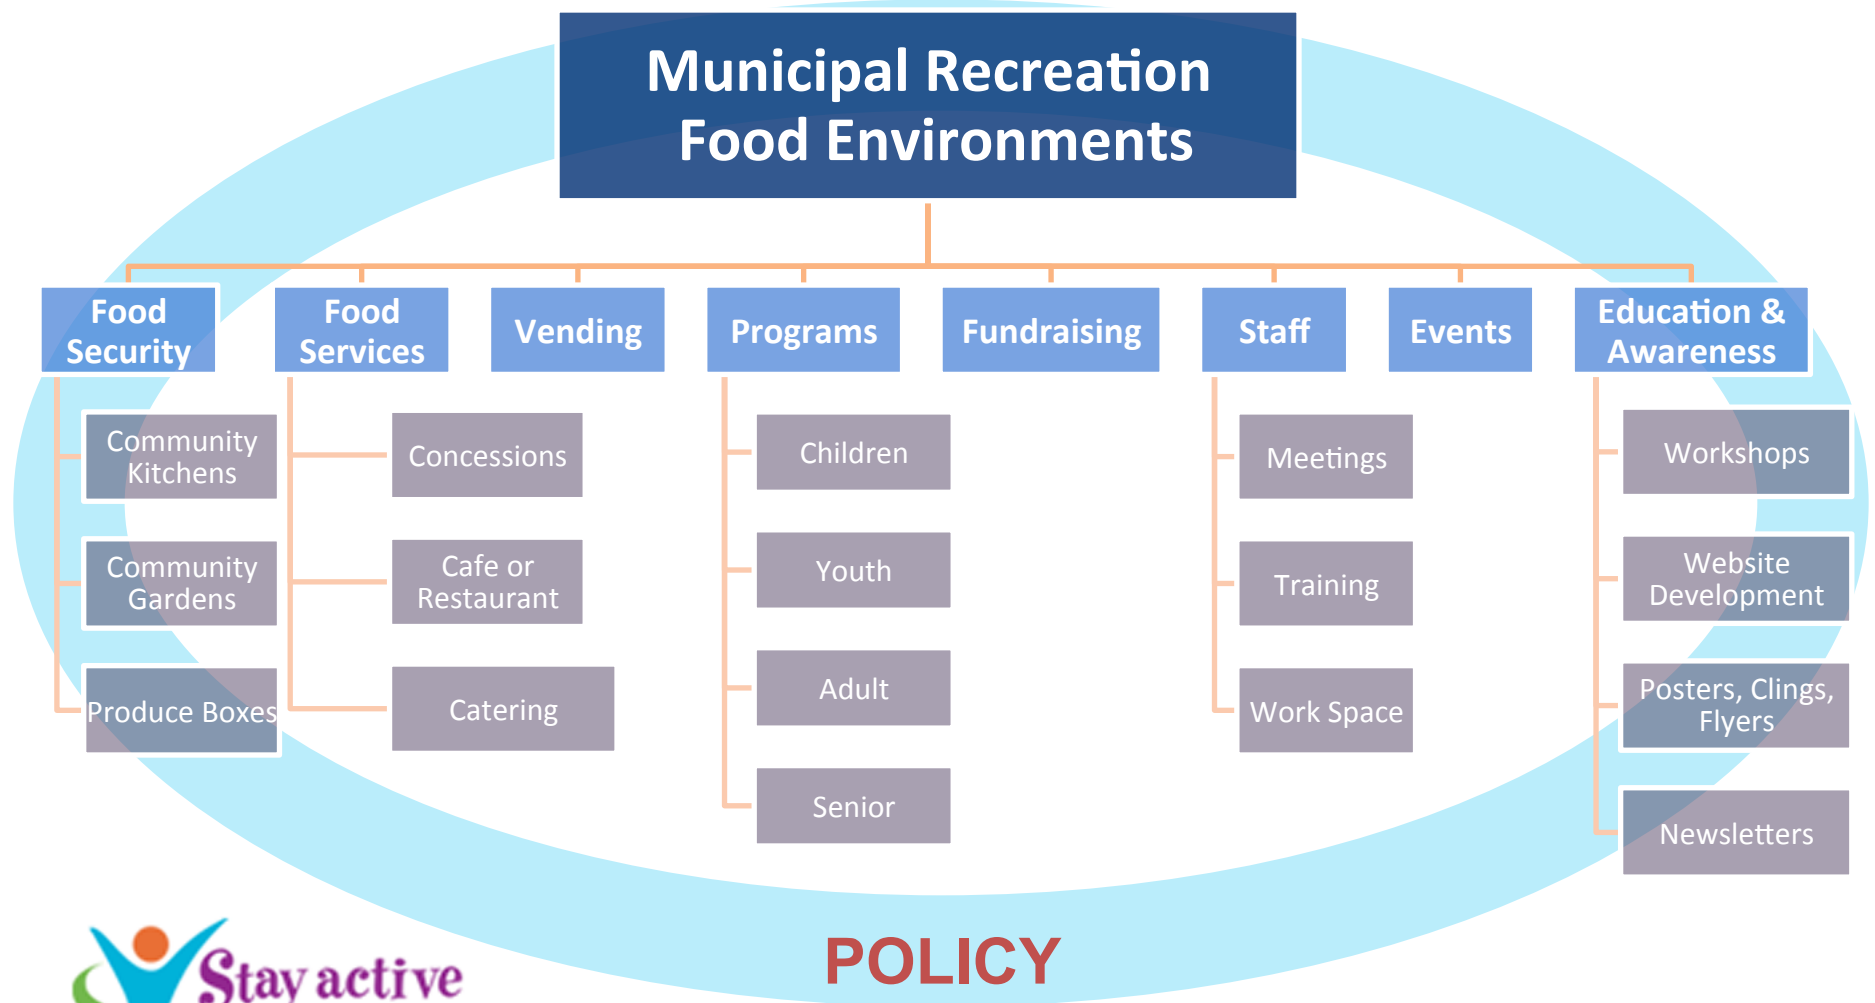 Municipal Recreation
Food Environments
Food
Security
Food
Services
Vending
Programs
Fundraising
Staff
Events
Education &
Awareness
Community
Kitchens
Community
Gardens
Produce Boxes
Concessions
Cafe or
Restaurant
Catering
Children
Youth
Adult
Senior
Meetings
Training
Work Space
Workshops
Website
Development
Posters, Clings,
Flyers
Newsletters
Stay active
POLICY